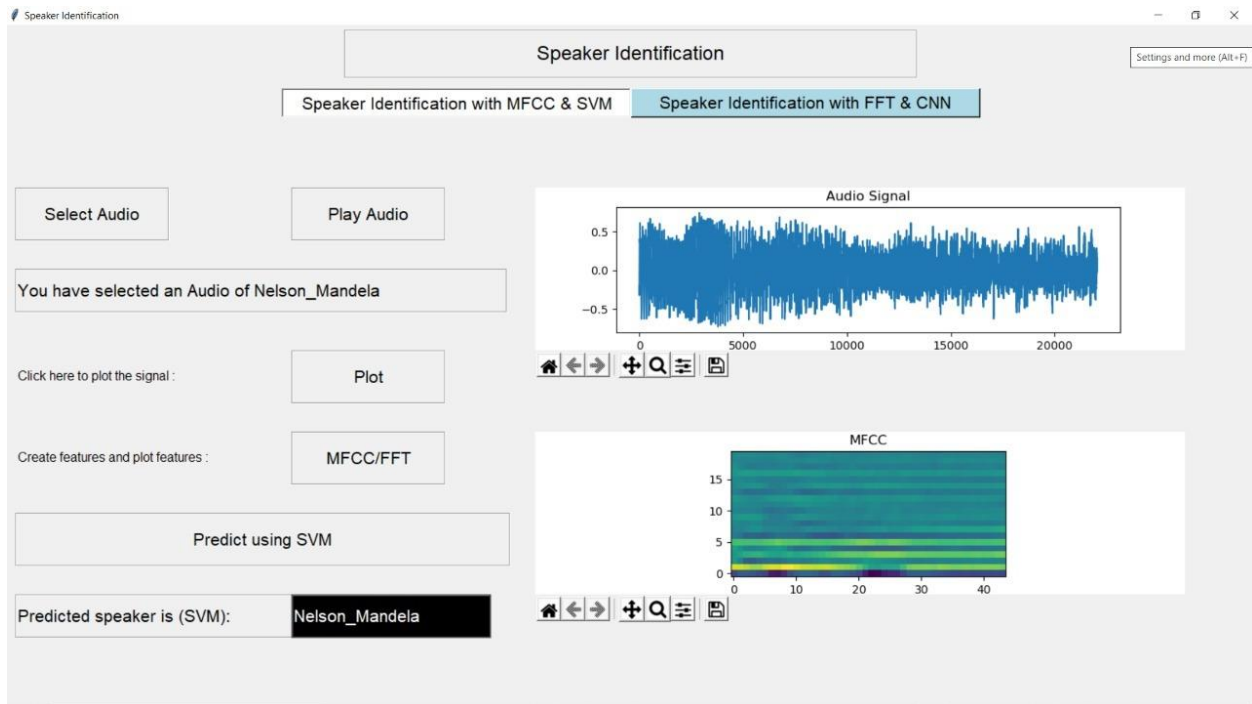 Speaker Identification
Speaker Identification
Settings and more (Alt+F)
Speaker Identification with MFCC & SVM
Speaker Identification with FFT & CNN
Select Audio
Play Audio
You have selected an Audio of Nelson_Mandela
Click here to plot the signal :
Plot
Create features and plot features :
MFCC/FFT
Predict using SVM
Predicted speaker is (SVM):
Nelson_Mandela
Audio Signal
0.5
0.0
−0.5
0 5000 10000 15000 20000
MFCC
15
10
5
0
0 10 20 30 40